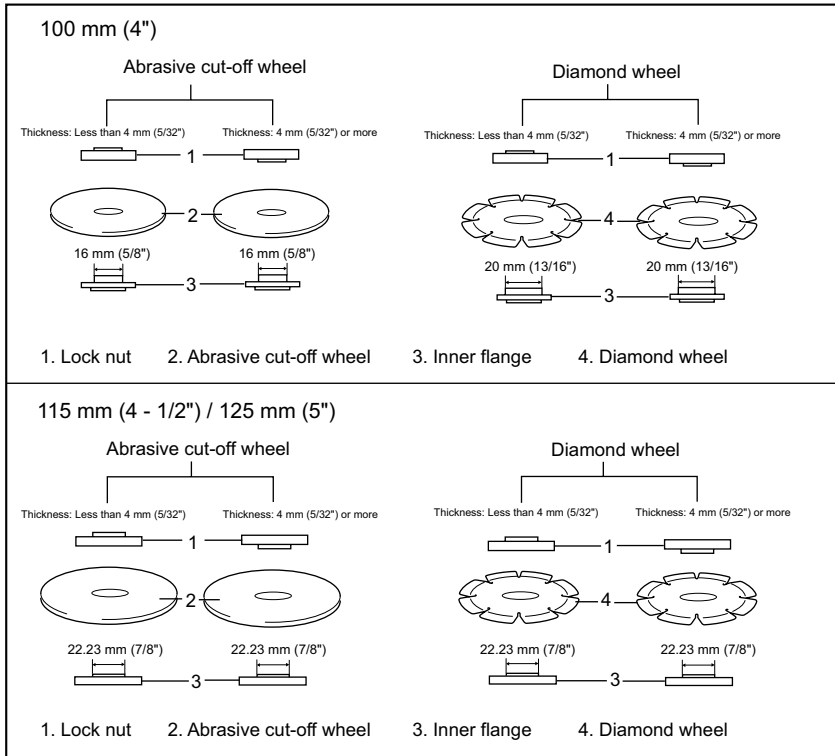 100 mm (4")
Abrasive cut-off wheel
Diamond wheel
Thickness: Less than 4 mm (5/32")
Thickness: 4 mm (5/32") or more
Thickness: Less than 4 mm (5/32")
Thickness: 4 mm (5/32") or more
1
1
2
4
16 mm (5/8")
16 mm (5/8")
20 mm (13/16")
20 mm (13/16")
3
3
1. Lock nut 2. Abrasive cut-off wheel 3. Inner flange 4. Diamond wheel
115 mm (4 - 1/2") / 125 mm (5")
Abrasive cut-off wheel
Diamond wheel
Thickness: Less than 4 mm (5/32")
Thickness: 4 mm (5/32") or more
Thickness: Less than 4 mm (5/32")
Thickness: 4 mm (5/32") or more
1
1
2
4
22.23 mm (7/8")
22.23 mm (7/8")
22.23 mm (7/8")
22.23 mm (7/8")
3
3
1. Lock nut 2. Abrasive cut-off wheel 3. Inner flange 4. Diamond wheel